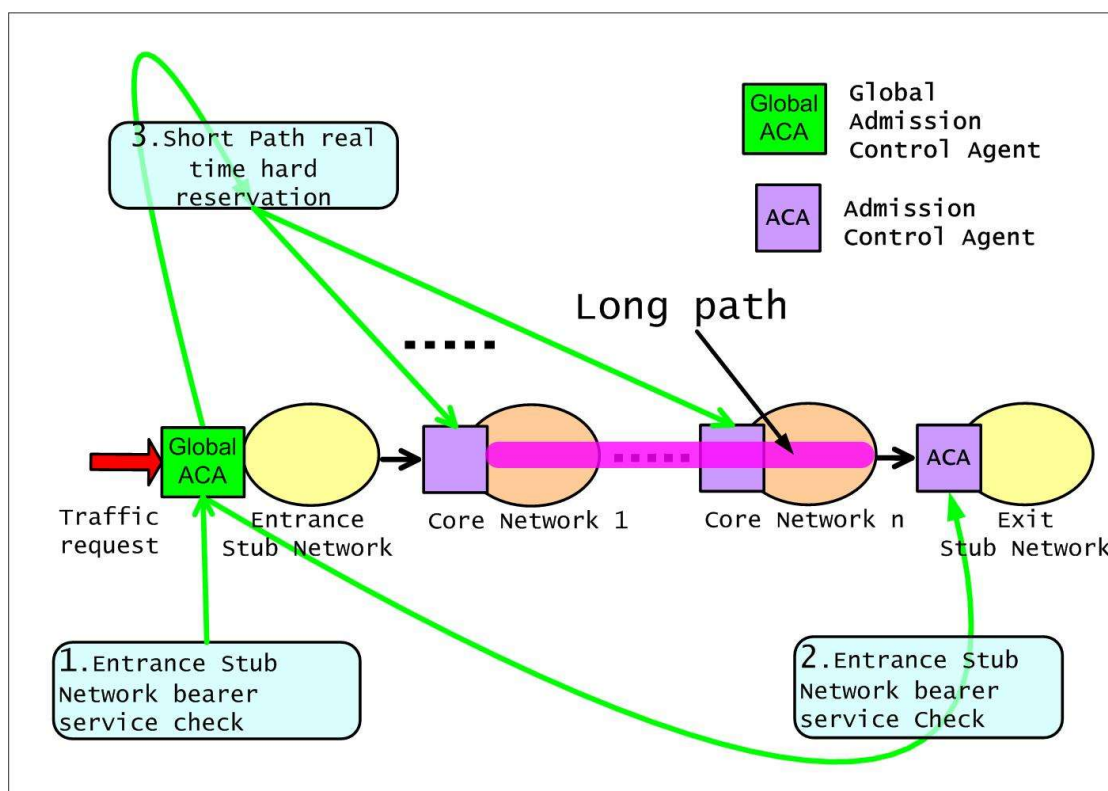 3.Short Path real
time hard
reservation
Global
ACA
Global
Admission
Control Agent
ACA
Admission
Control Agent
Long path
Global
ACA
ACA
Traffic
request
Entrance
Stub Network
Core Network 1
Core Network n
Exit
Stub Network
1.Entrance Stub
Network bearer
service check
2.Entrance Stub
Network bearer
service Check